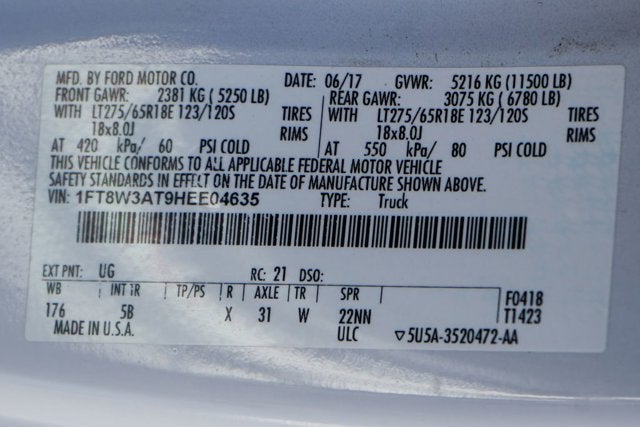 MFD. BY FORD MOTOR CO. DATE: 06/17 GVWR: 5216 KG (11500 LB)
FRONT GAWR: 2381 KG ( 5250 LB) REAR GAWR: 3075 KG ( 6780 LB)
WITH LT275/65R18E 123/120S TIRES WITH LT275/65R18E 123/120S TIRES
18x8.0J RIMS 18x8.0J RIMS
AT 420 kPa/ 60 PSI COLD AT 550 kPa/ 80 PSI COLD
THIS VEHICLE CONFORMS TO ALL APPLICABLE FEDERAL MOTOR VEHICLE
SAFETY STANDARDS IN EFFECT ON THE DATE OF MANUFACTURE SHOWN ABOVE.
VIN: 1FT8W3AT9HEE04635 TYPE: Truck
EXT PNT: UG RC: 21 DSO:
WB INT TR TP/PS R AXLE TR SPR F0418
176 5B X 31 W 22NN T1423
MADE IN U.S.A. ULC ▽5U5A-3520472-AA